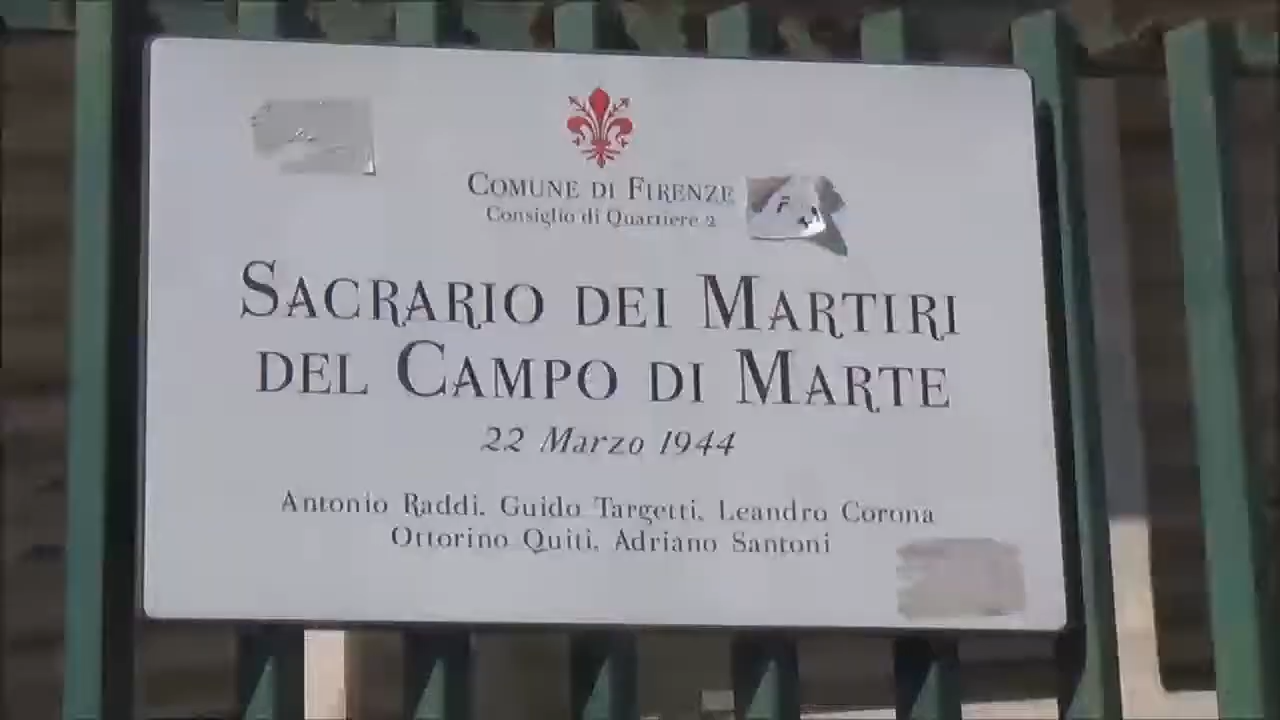 Comune di Firenze
Consiglio di Quartiere 2
Sacrario dei Martiri
del Campo di Marte
22 Marzo 1944
Antonio Raddi, Guido Targetti, Leandro Corona
Ottorino Quiti, Adriano Santoni